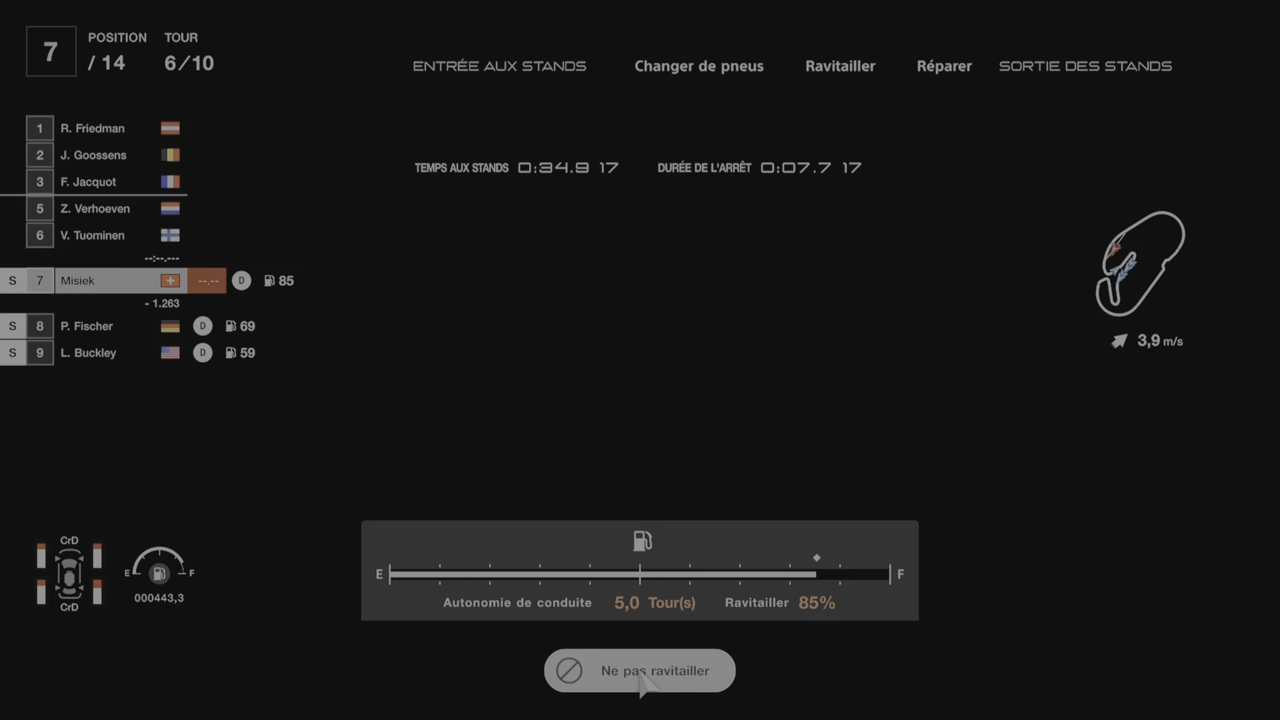 7
POSITION
/ 14
TOUR
6/10
ENTRÉE AUX STANDS
Changer de pneus
Ravitailler
Réparer
SORTIE DES STANDS
TEMPS AUX STANDS 0:34.9 17
DURÉE DE L'ARRÊT 0:07.7 17
1 R. Friedman
2 J. Goossens
3 F. Jacquot
5 Z. Verhoeven
6 V. Tuominen
--:--.---
S 7 Misiek --.-- D 85
- 1.263
S 8 P. Fischer D 69
S 9 L. Buckley D 59
3,9 m/s
CrD
CrD
E F
000443,3
E F
Autonomie de conduite 5,0 Tour(s) Ravitailler 85%
Ne pas ravitailler